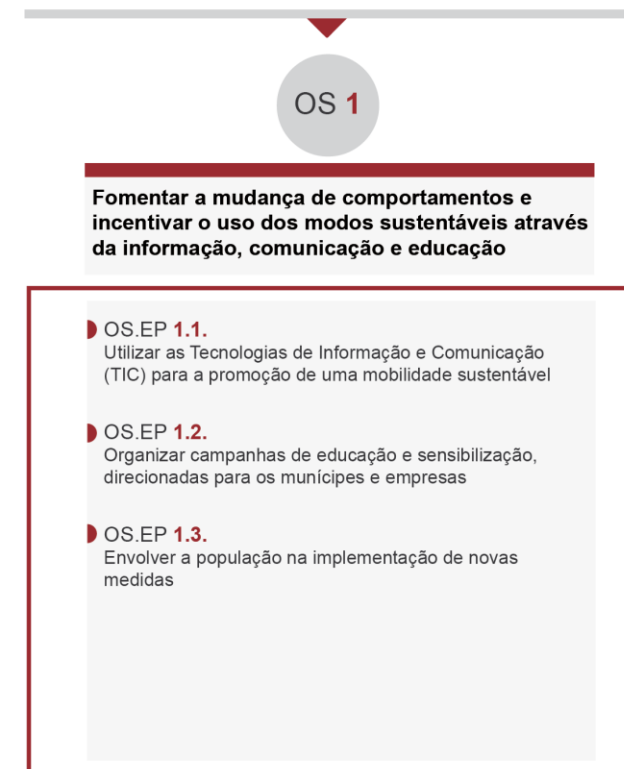 OS 1
Fomentar a mudança de comportamentos e
incentivar o uso dos modos sustentáveis através
da informação, comunicação e educação
OS.EP 1.1.
Utilizar as Tecnologias de Informação e Comunicação
(TIC) para a promoção de uma mobilidade sustentável
OS.EP 1.2.
Organizar campanhas de educação e sensibilização,
direcionadas para os munícipes e empresas
OS.EP 1.3.
Envolver a população na implementação de novas
medidas